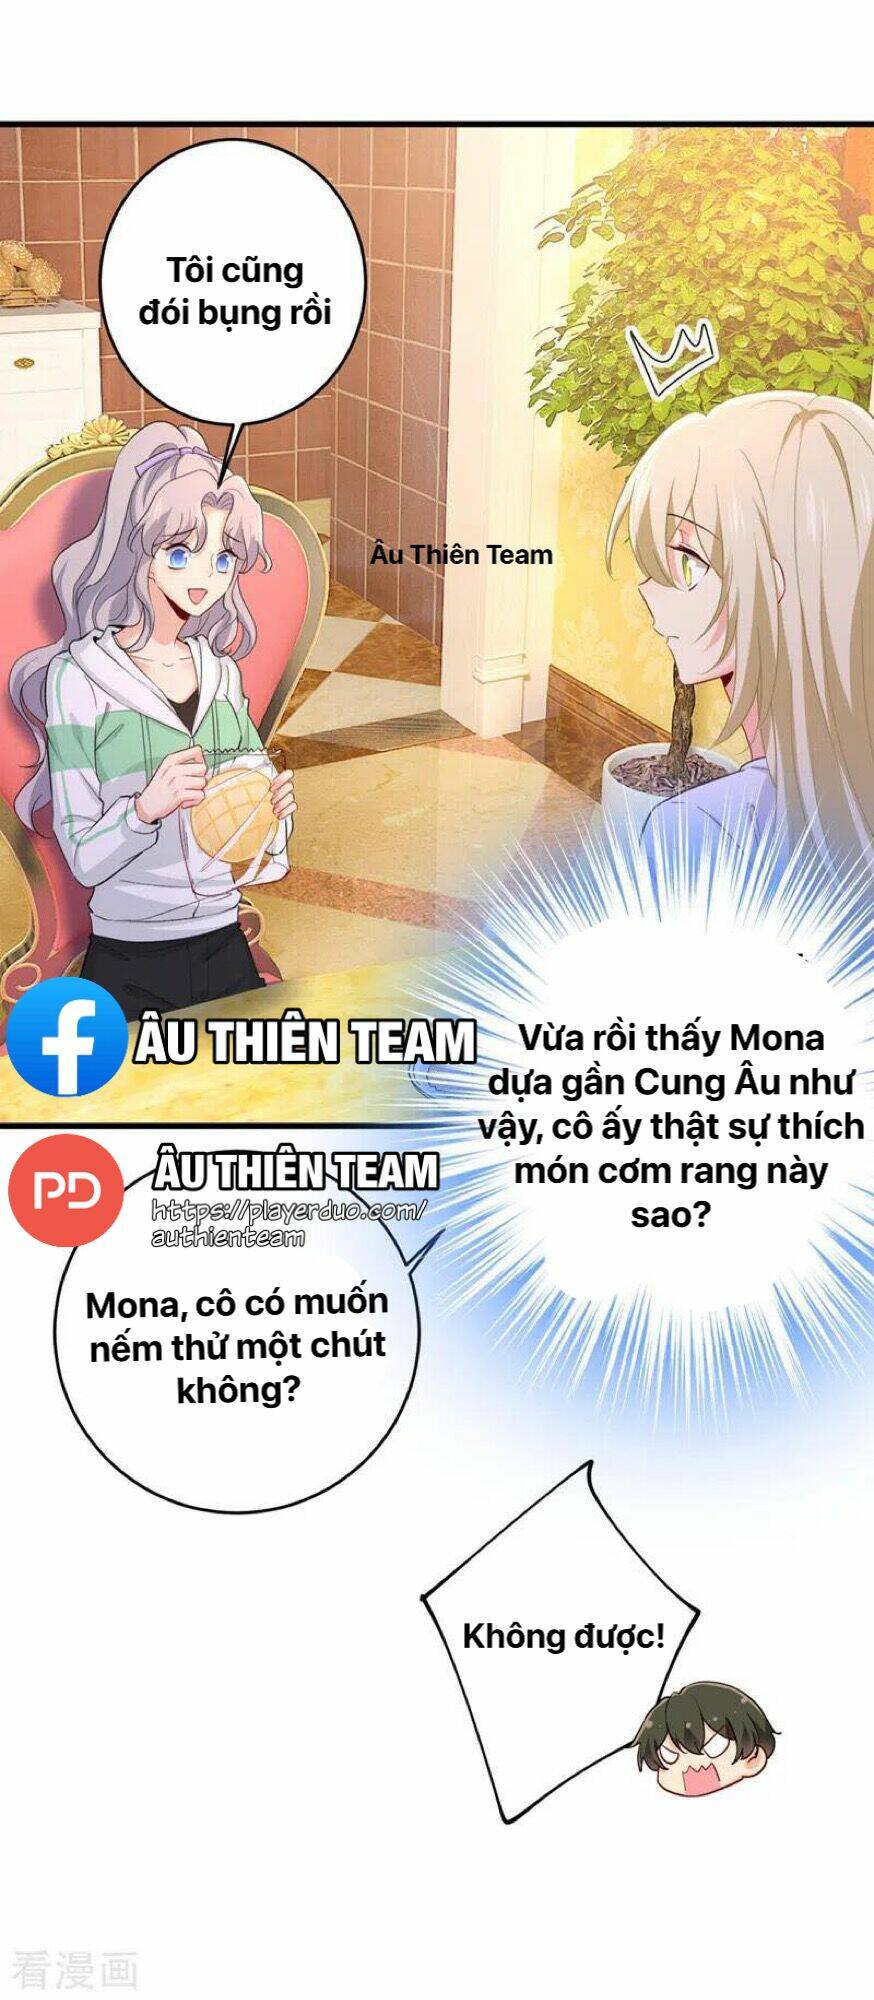 Tôi cũng
đói bụng rồi
Âu Thiên Team
ÂU THIÊN TEAM
Vừa rồi thấy Mona
dựa gần Cung Âu như
vậy, cô ấy thật sự thích
món cơm rang này
sao?
PD
ÂU THIÊN TEAM
https://playerduo.com/
authienteam
Mona, cô có muốn
nếm thử một chút
không?
Không được!
看漫画